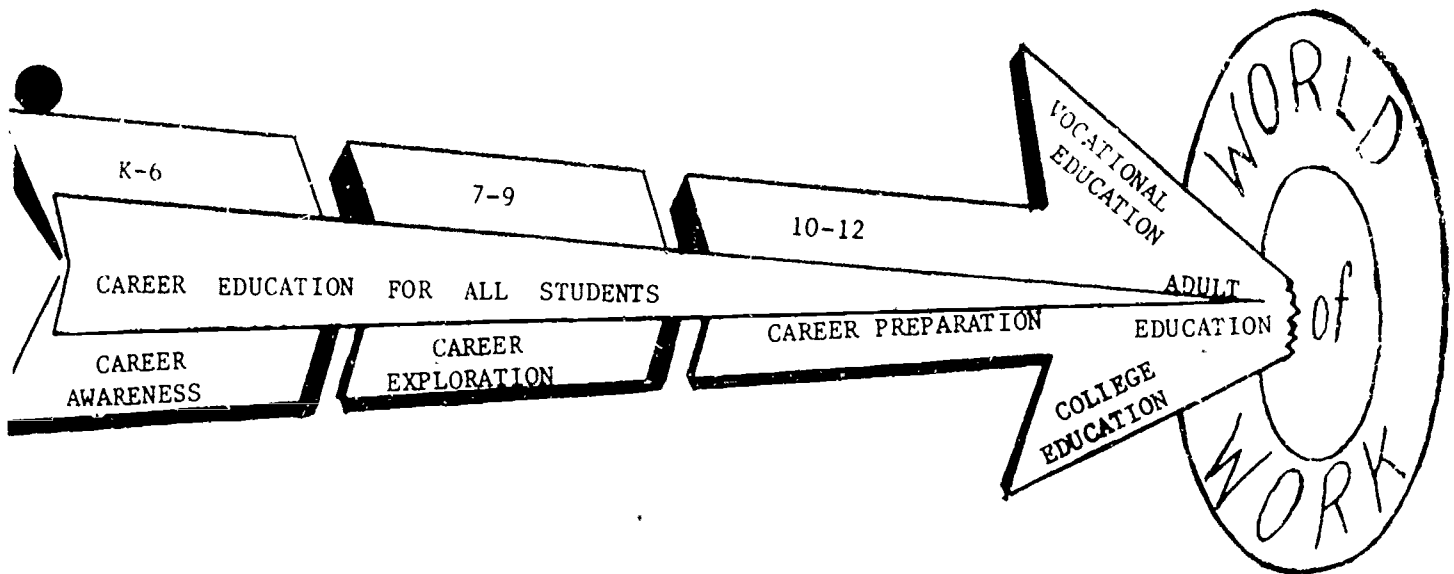 K-6
7-9
10-12
CAREER EDUCATION FOR ALL STUDENTS
CAREER
AWARENESS
CAREER
EXPLORATION
CAREER PREPARATION
VOCATIONAL
EDUCATION
ADULT
EDUCATION
COLLEGE
EDUCATION
WORLD
of
WORK